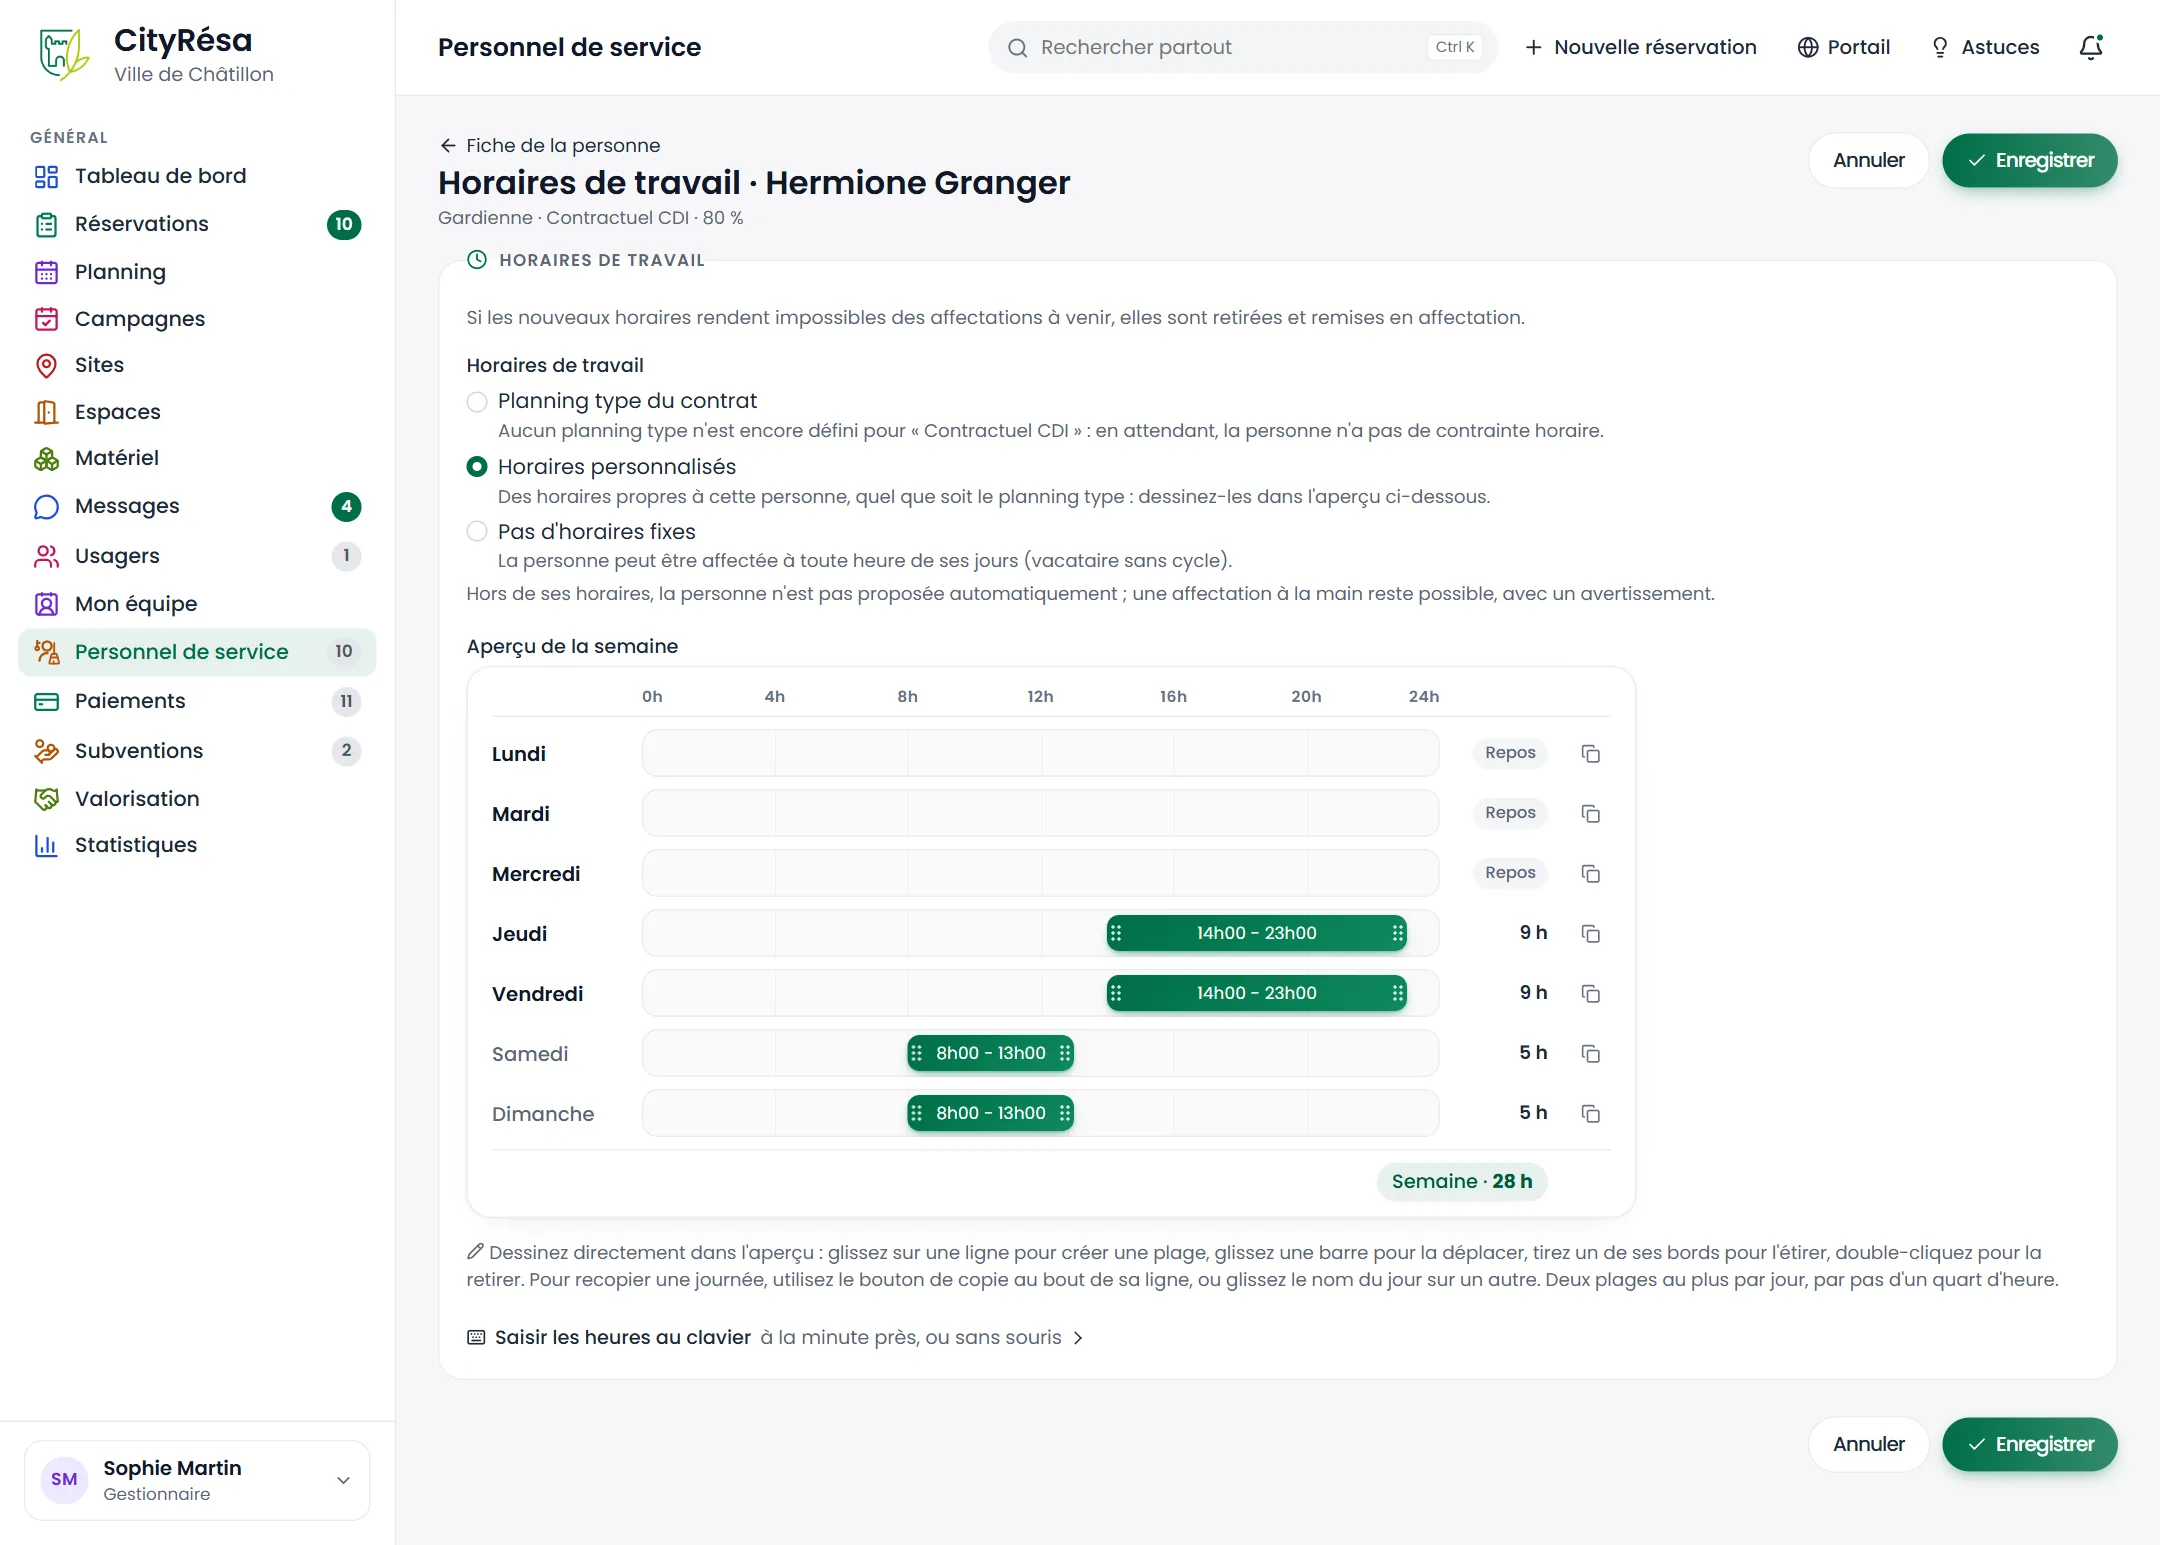 CityRésa
Ville de Châtillon
GÉNÉRAL
Tableau de bord
Réservations 10
Planning
Campagnes
Sites
Espaces
Matériel
Messages 4
Usagers 1
Mon équipe
Personnel de service 10
Paiements 11
Subventions 2
Valorisation
Statistiques
SM
Sophie Martin
Gestionnaire
Personnel de service
Rechercher partout Ctrl K
Nouvelle réservation
Portail
Astuces
Fiche de la personne
Horaires de travail · Hermione Granger
Gardienne · Contractuel CDI · 80 %
Annuler
Enregistrer
HORAIRES DE TRAVAIL
Si les nouveaux horaires rendent impossibles des affectations à venir, elles sont retirées et remises en affectation.
Horaires de travail
Planning type du contrat
Aucun planning type n'est encore défini pour « Contractuel CDI » : en attendant, la personne n'a pas de contrainte horaire.
Horaires personnalisés
Des horaires propres à cette personne, quel que soit le planning type : dessinez-les dans l'aperçu ci-dessous.
Pas d'horaires fixes
La personne peut être affectée à toute heure de ses jours (vacataire sans cycle).
Hors de ses horaires, la personne n'est pas proposée automatiquement ; une affectation à la main reste possible, avec un avertissement.
Aperçu de la semaine
0h 4h 8h 12h 16h 20h 24h
Lundi Repos
Mardi Repos
Mercredi Repos
Jeudi 14h00 - 23h00 9 h
Vendredi 14h00 - 23h00 9 h
Samedi 8h00 - 13h00 5 h
Dimanche 8h00 - 13h00 5 h
Semaine · 28 h
Dessinez directement dans l'aperçu : glissez sur une ligne pour créer une plage, glissez une barre pour la déplacer, tirez un de ses bords pour l'étirer, double-cliquez pour la
retirer. Pour recopier une journée, utilisez le bouton de copie au bout de sa ligne, ou glissez le nom du jour sur un autre. Deux plages au plus par jour, par pas d'un quart d'heure.
Saisir les heures au clavier à la minute près, ou sans souris
Annuler
Enregistrer